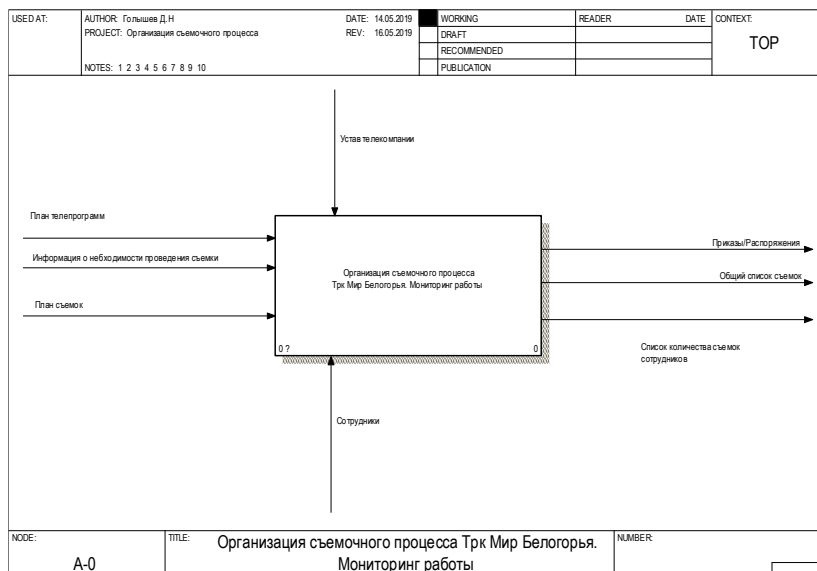 USED AT:
AUTHOR: Голышев Д.Н
DATE: 14.05.2019
WORKING
READER
DATE
CONTEXT:
PROJECT: Организация съемочного процесса
REV: 16.05.2019
DRAFT
RECOMMENDED
TOP
NOTES: 1 2 3 4 5 6 7 8 9 10
PUBLICATION
Устав телекомпании
План телепрограмм
Информация о небходимости проведения съемки
План съемок
Организация съемочного процесса
Трк Мир Белогорья. Мониторинг работы
0 ?
0
Приказы/Распоряжения
Общий список съемок
Список количества съемок
сотрудников
Сотрудники
NODE:
A-0
TITLE:
Организация съемочного процесса Трк Мир Белогорья.
Мониторинг работы
NUMBER: